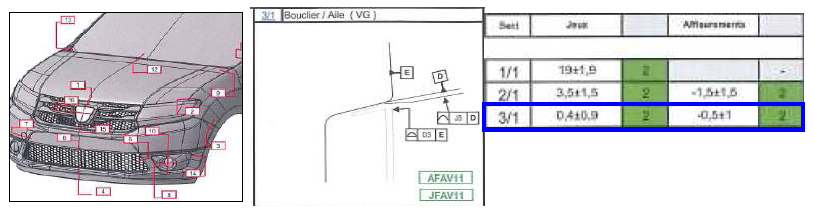 13
12
9
1
2
16
15
7
10
6
5
3
14
4
8
3/1 Bouclier / Aile ( VG )
E
D
J3 D
D3 E
AFAV11
JFAV11
Sect Jeux Affleurements
1/1 19±1,9 2 -
2/1 3,5±1,5 2 -1,5±1,5 2
3/1 0,4±0,9 2 -0,5±1 2